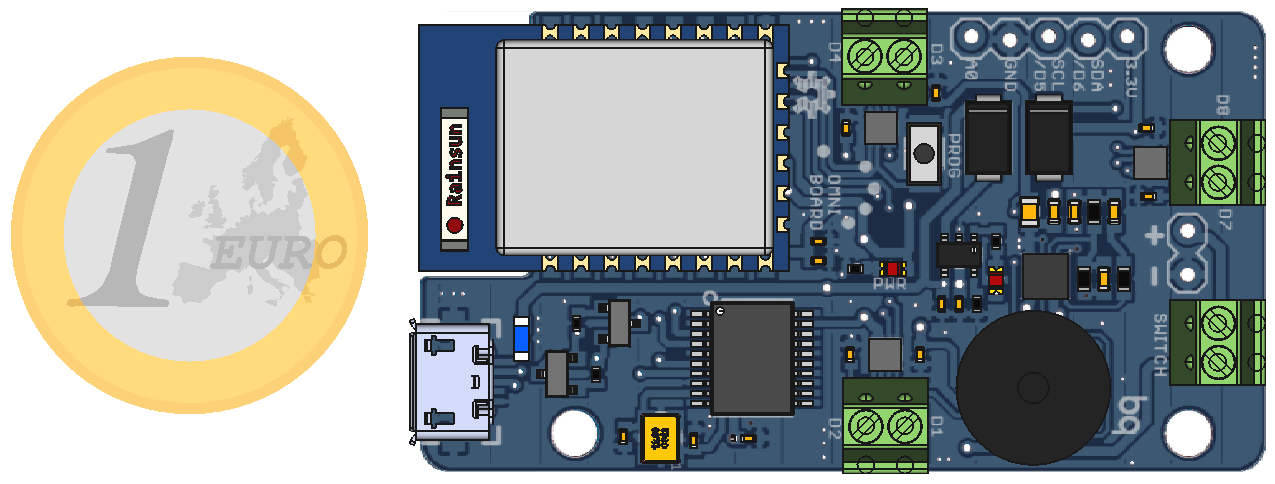 1
EURO
Rainsun
D4
D3
A0
GND
SCL
/D5
SDA
/D6
3.3V
PROG
D8
D7
OMNI
BOARD
+
-
PWR
SWITCH
D2
D1
bq